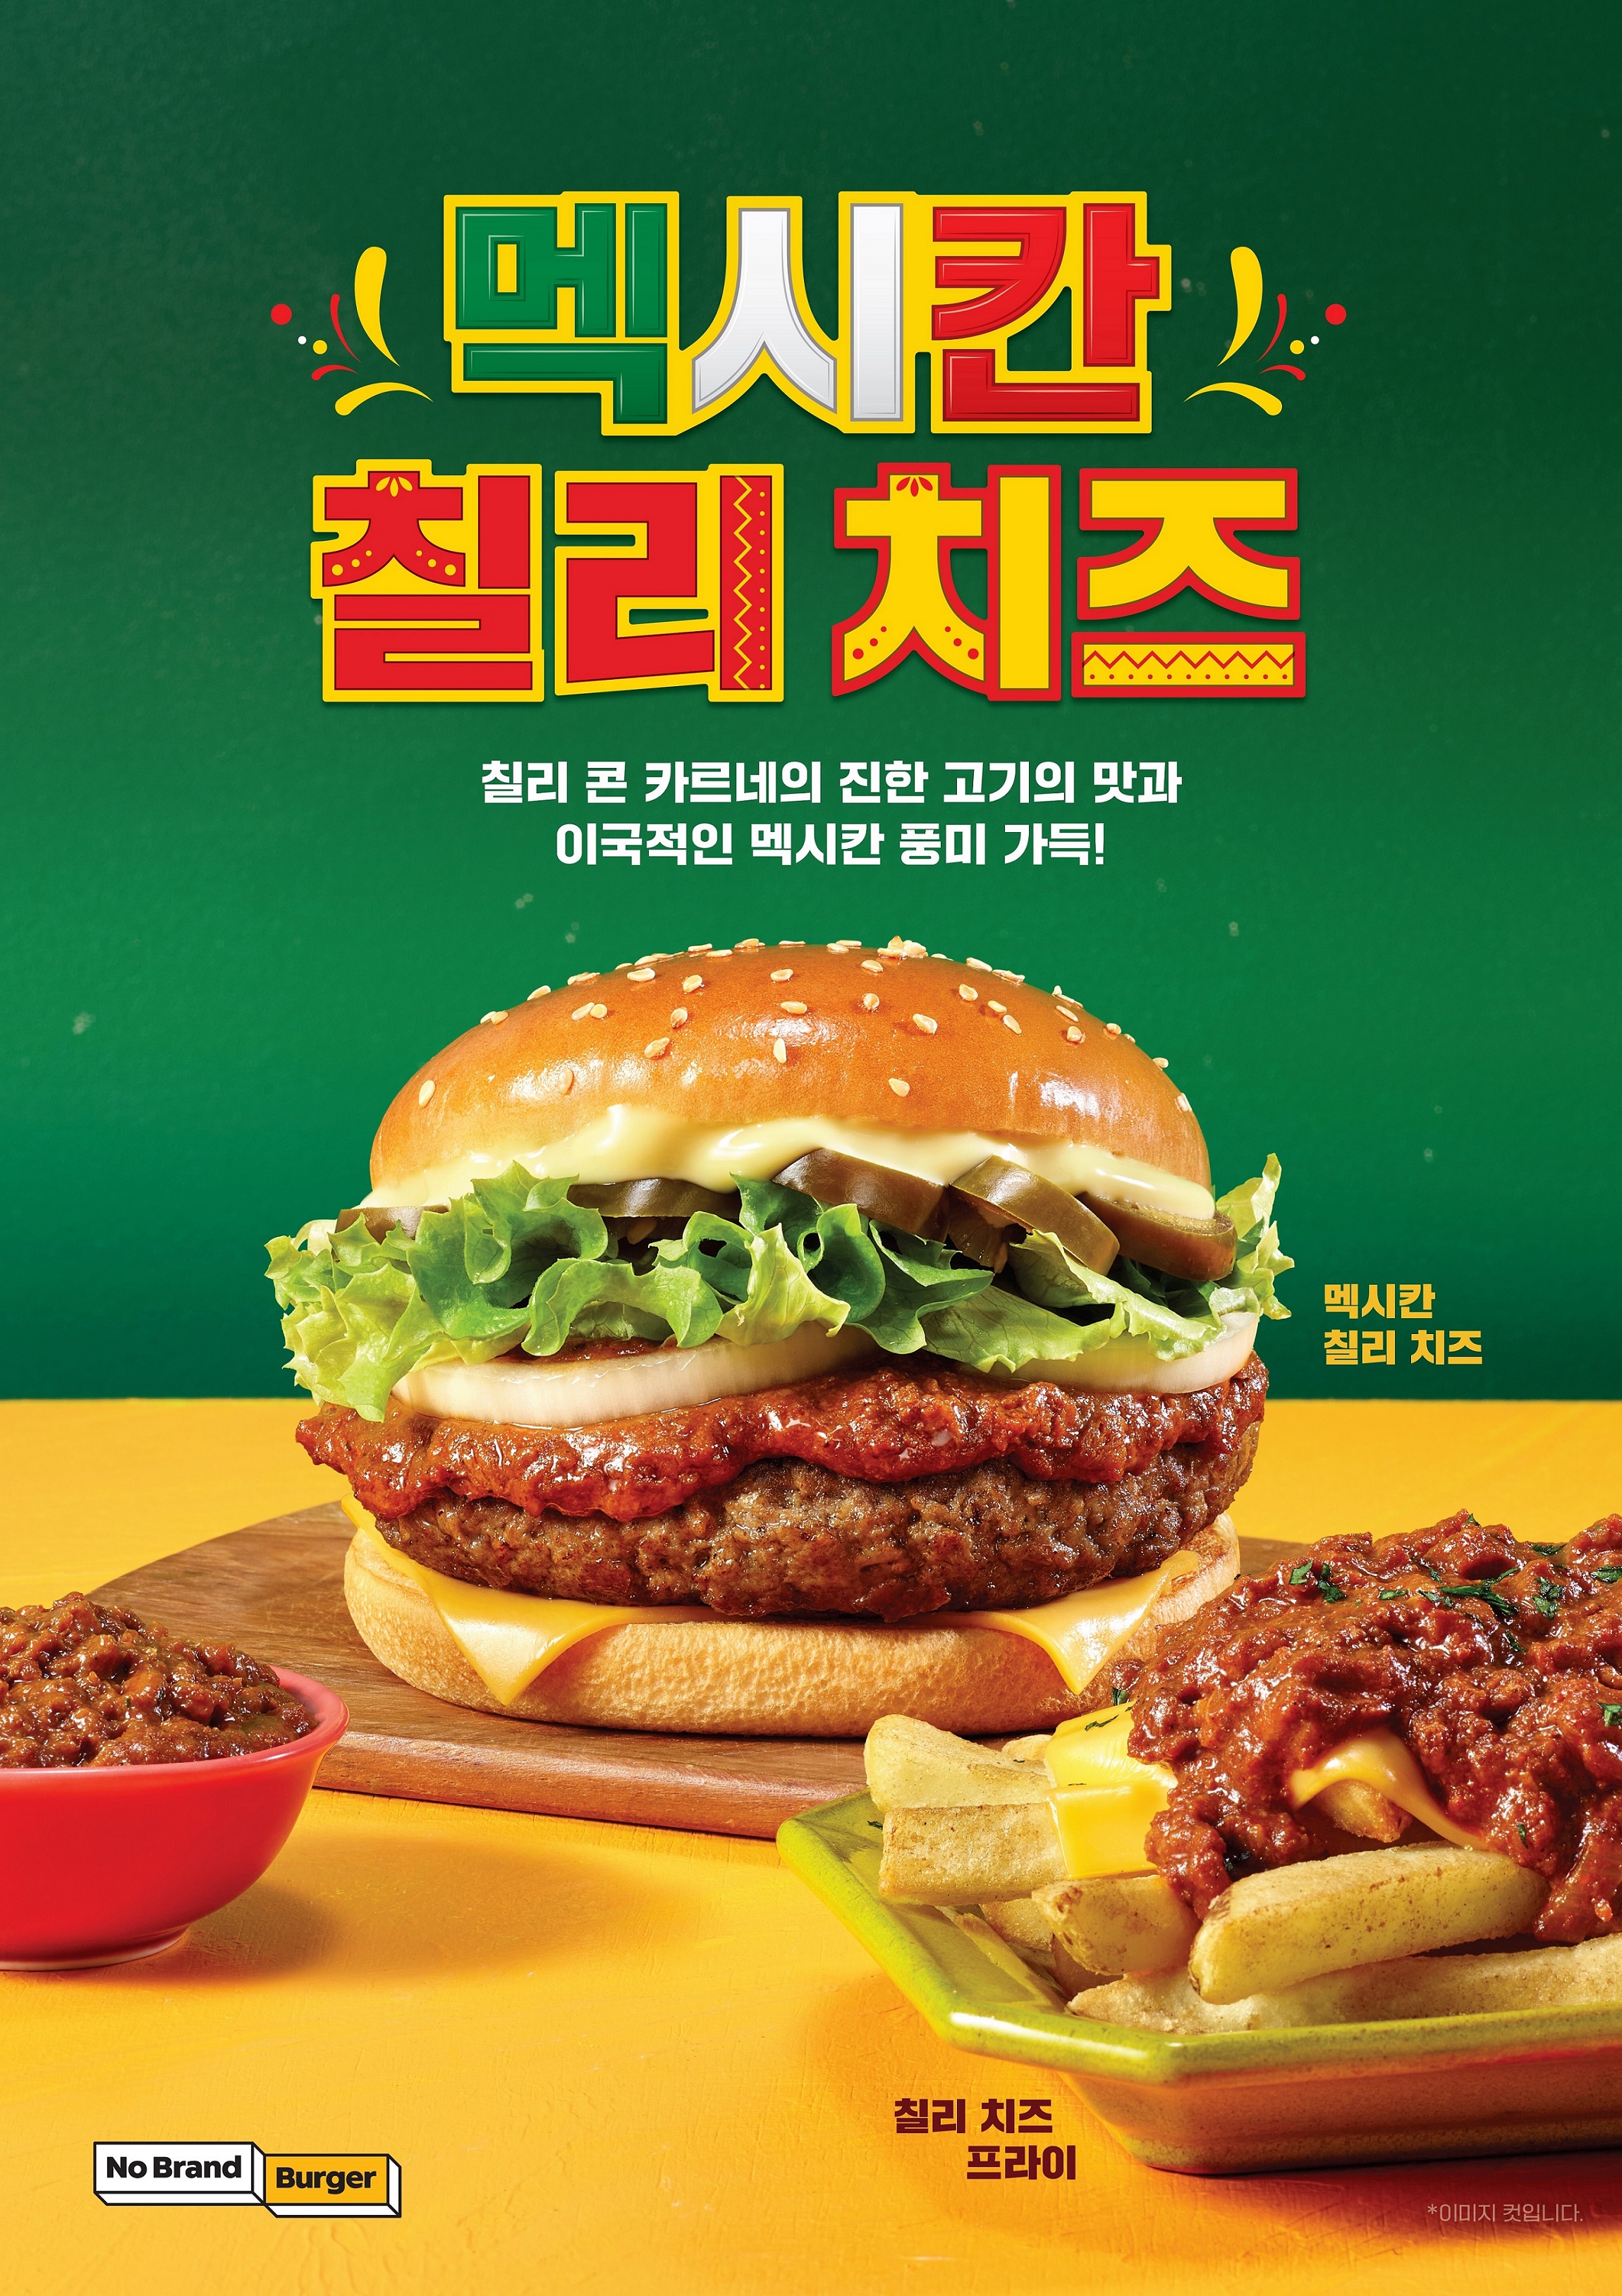 멕시칸
칠리 치즈
칠리 콘 카르네의 진한 고기의 맛과
이국적인 멕시칸 풍미 가득!
멕시칸
칠리 치즈
칠리 치즈
프라이
No Brand Burger
*이미지 컷입니다.